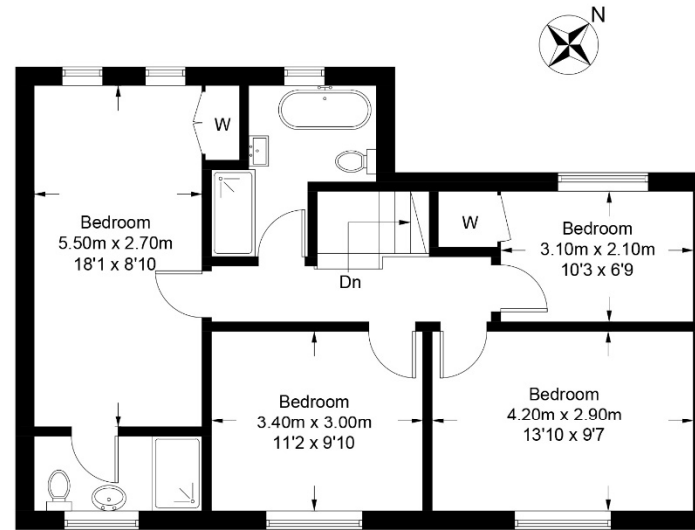 N
W
Bedroom
5.50m x 2.70m
18'1 x 8'10
W
Bedroom
3.10m x 2.10m
10'3 x 6'9
Dn
Bedroom
3.40m x 3.00m
11'2 x 9'10
Bedroom
4.20m x 2.90m
13'10 x 9'7